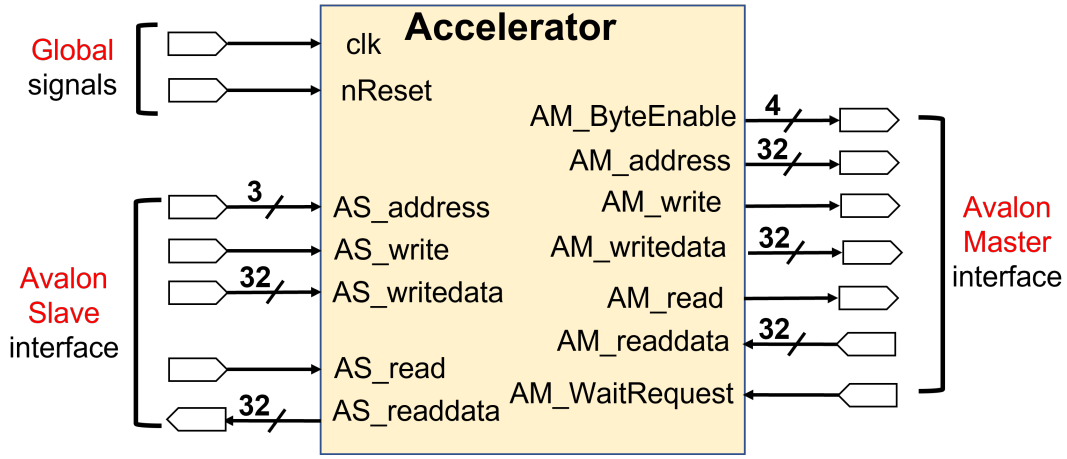 Accelerator
Global
signals
clk
nReset
Avalon
Slave
interface
3
AS_address
AS_write
32
AS_writedata
AS_read
32
AS_readdata
AM_ByteEnable
4
AM_address
32
AM_write
AM_writedata
32
AM_read
AM_readdata
32
AM_WaitRequest
Avalon
Master
interface